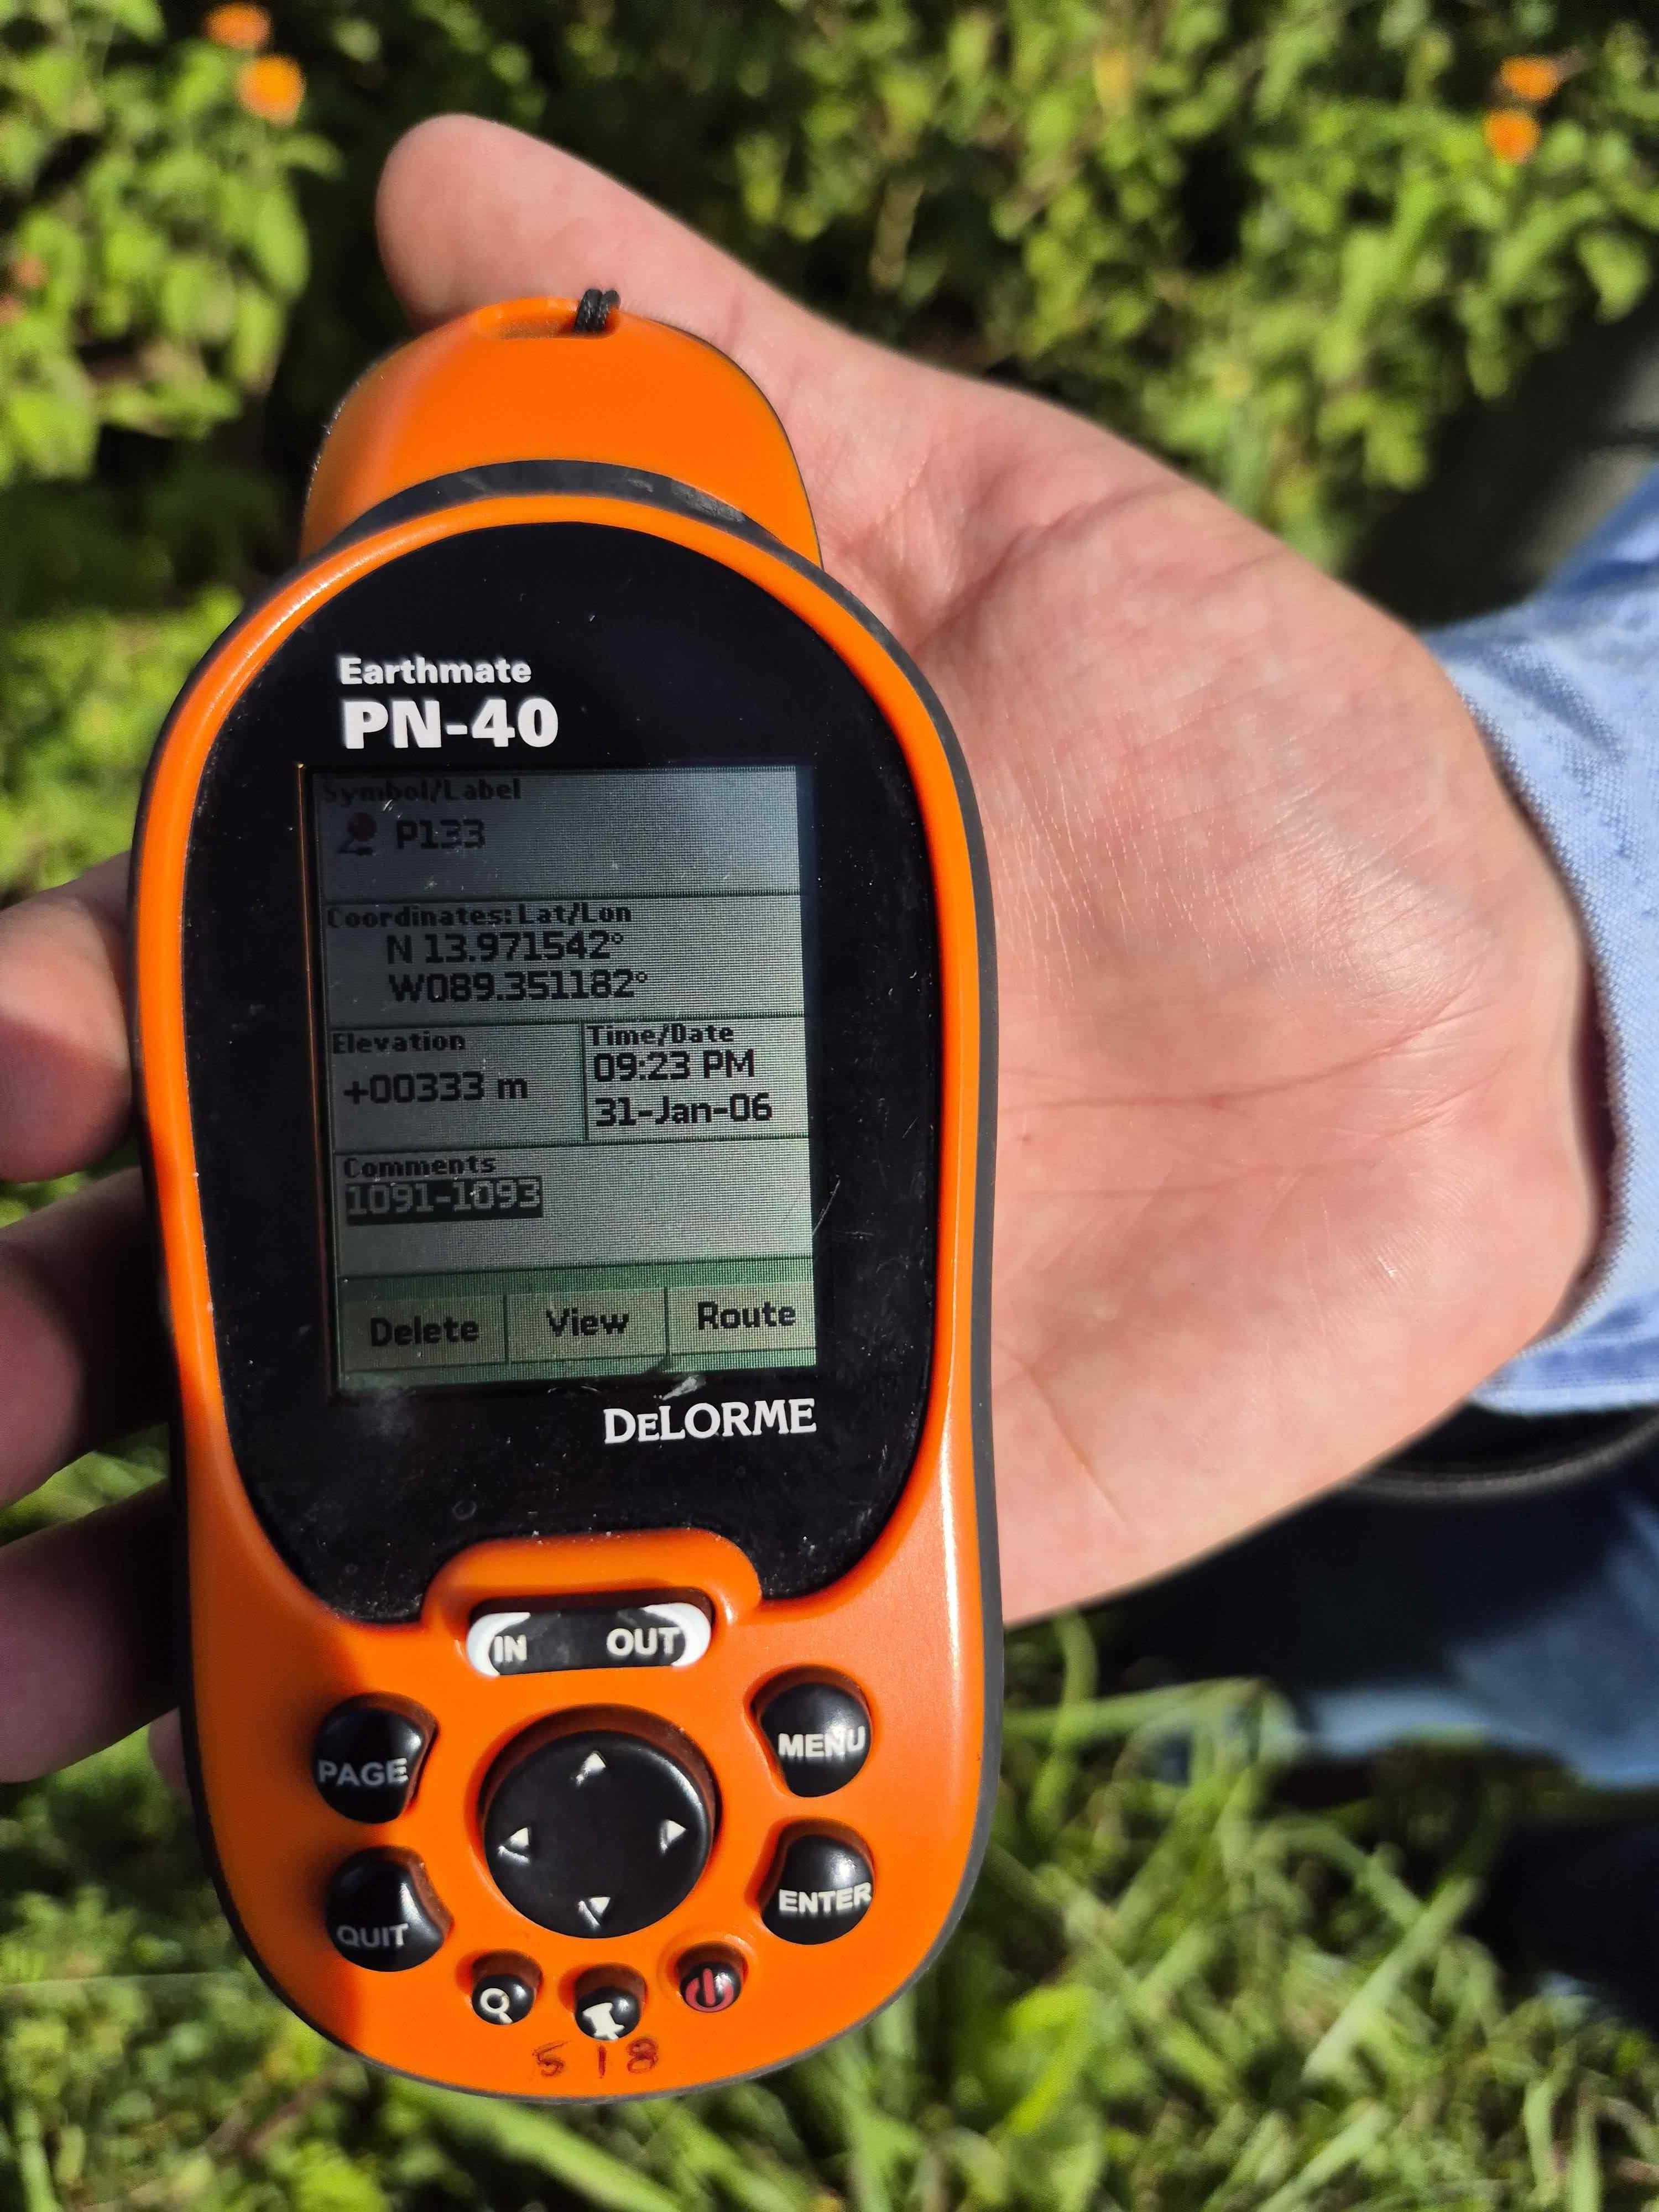 Earthmate
PN-40
Symbol/Label
P133
Coordinates: Lat/Lon
N 13.971542°
W089.351182°
Elevation
+00333 m
Time/Date
09:23 PM
31-Jan-06
Comments
1091-1093
Delete View Route
DELORME
IN OUT
PAGE MENU
QUIT ENTER
518